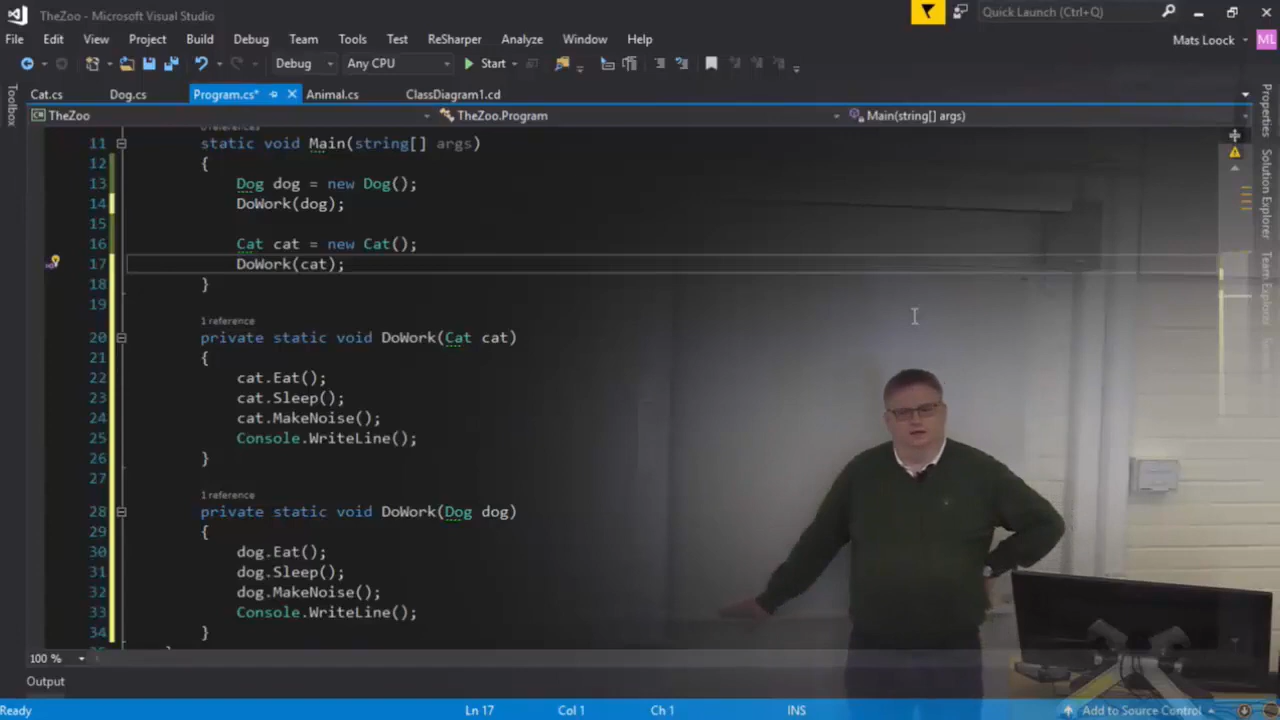 TheZoo - Microsoft Visual Studio
Quick Launch (Ctrl+Q)
File Edit View Project Build Debug Team Tools Test ReSharper Analyze Window Help
Mats Loock
ML
Debug Any CPU Start
Cat.cs Dog.cs Program.cs* Animal.cs ClassDiagram1.cd
Toolbox
TheZoo TheZoo.Program Main(string[] args)
Properties
Solution Explorer
Team Explorer
0 references
11 static void Main(string[] args)
12 {
13 Dog dog = new Dog();
14 DoWork(dog);
15
16 Cat cat = new Cat();
17 DoWork(cat);
18 }
19
1 reference
20 private static void DoWork(Cat cat)
21 {
22 cat.Eat();
23 cat.Sleep();
24 cat.MakeNoise();
25 Console.WriteLine();
26 }
27
1 reference
28 private static void DoWork(Dog dog)
29 {
30 dog.Eat();
31 dog.Sleep();
32 dog.MakeNoise();
33 Console.WriteLine();
34 }
100 %
Output
Ready Ln 17 Col 1 Ch 1 INS Add to Source Control